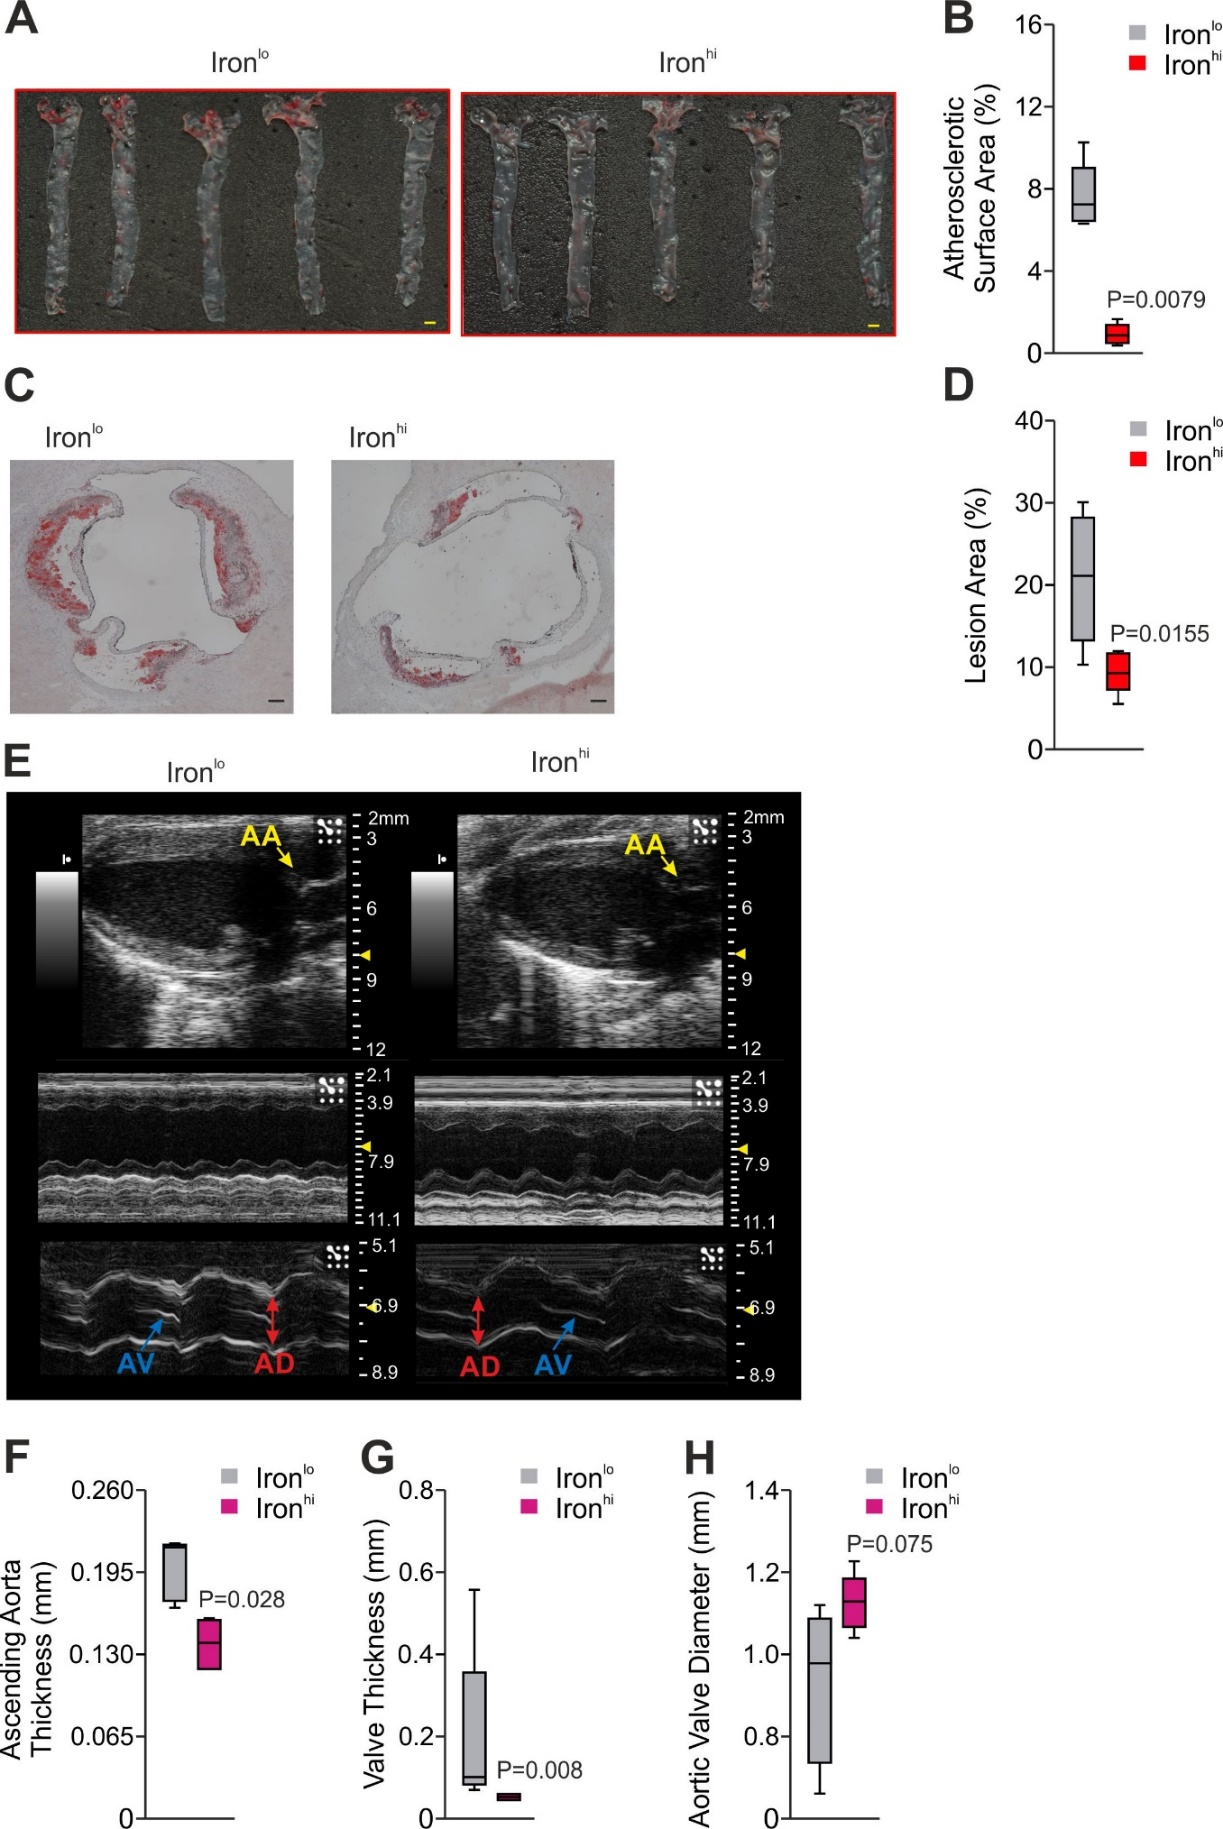 A
Iron^lo
Iron^hi
B
16
12
8
4
0
Atherosclerotic
Surface Area (%)
Iron^lo
Iron^hi
P=0.0079
C
Iron^lo
Iron^hi
D
40
30
20
10
0
Lesion Area (%)
Iron^lo
Iron^hi
P=0.0155
E
Iron^lo
Iron^hi
AA
2mm
3
6
9
12
AA
2mm
3
6
9
12
2.1
3.9
7.9
11.1
2.1
3.9
7.9
11.1
AV
AD
5.1
6.9
8.9
AD
AV
5.1
6.9
8.9
F
Iron^lo
Iron^hi
0.260
0.195
0.130
0.065
0
Ascending Aorta
Thickness (mm)
P=0.028
G
Iron^lo
Iron^hi
0.8
0.6
0.4
0.2
0
Valve Thickness (mm)
P=0.008
H
Iron^lo
Iron^hi
1.4
1.2
1.0
0.8
0
Aortic Valve Diameter (mm)
P=0.075